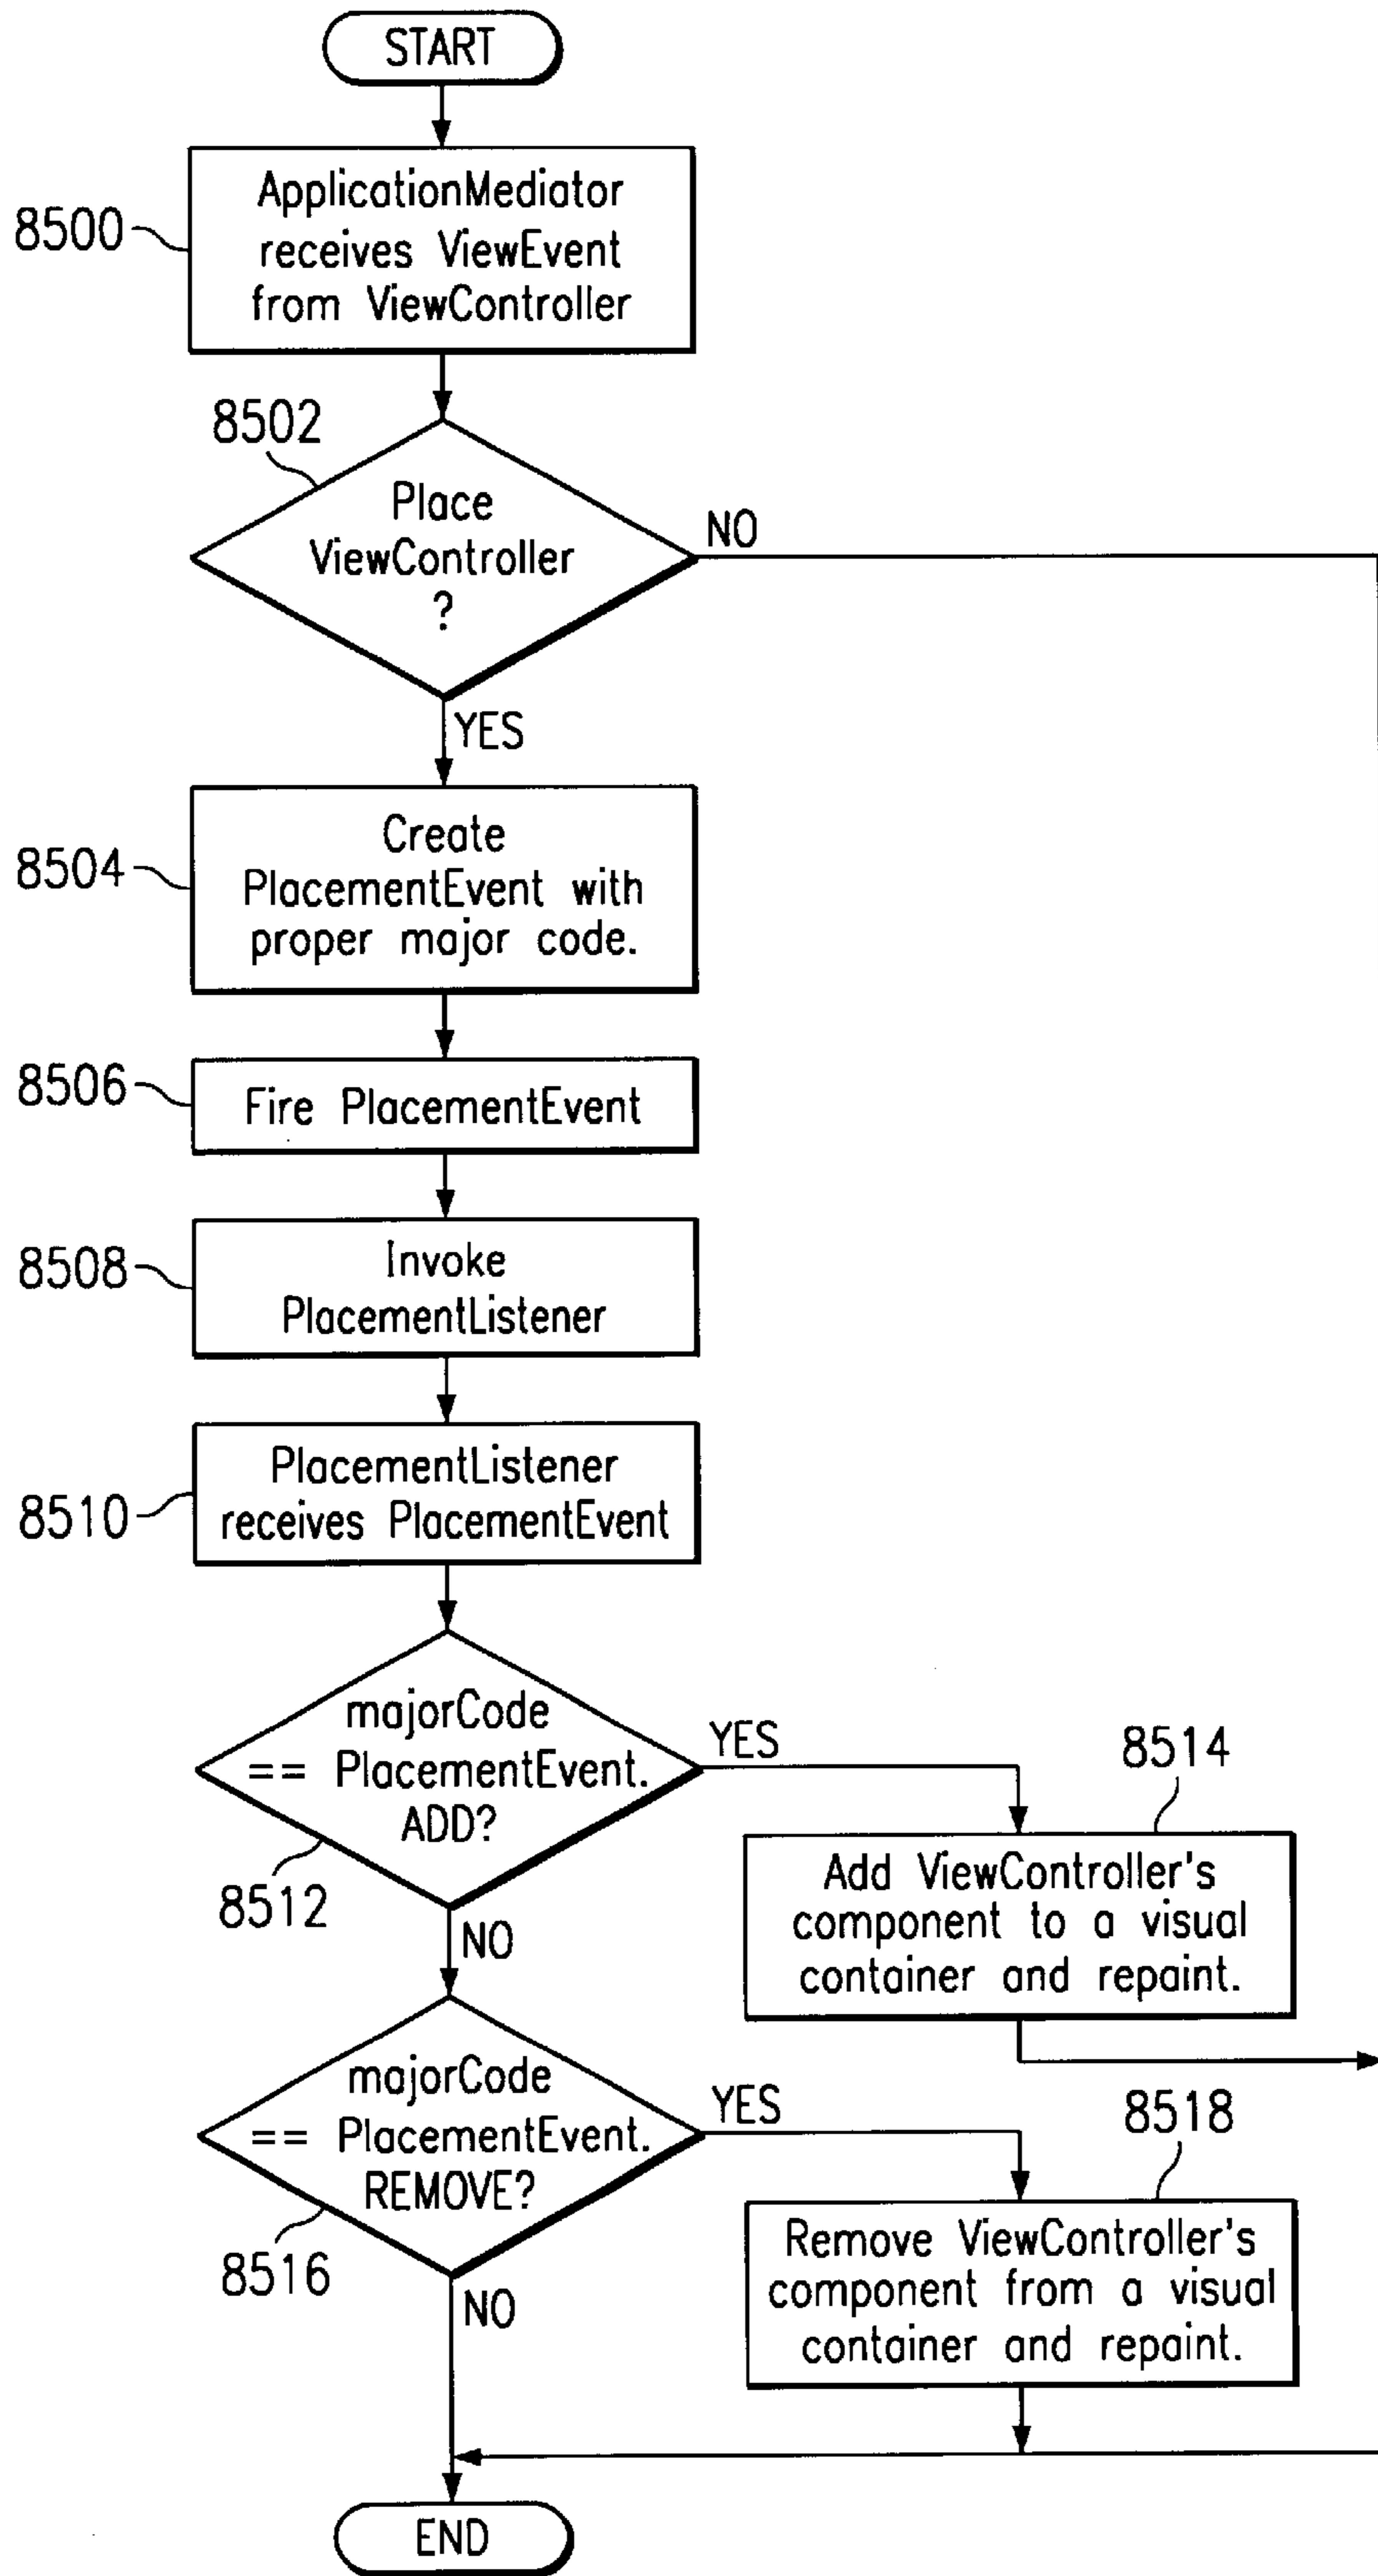 START
8500
ApplicationMediator
receives ViewEvent
from ViewController
8502
Place
ViewController
?
NO
YES
8504
Create
PlacementEvent with
proper major code.
8506
Fire PlacementEvent
8508
Invoke
PlacementListener
8510
PlacementListener
receives PlacementEvent
majorCode
== PlacementEvent.
ADD?
YES
8512
NO
8514
Add ViewController's
component to a visual
container and repaint.
majorCode
== PlacementEvent.
REMOVE?
YES
8516
NO
8518
Remove ViewController's
component from a visual
container and repaint.
END